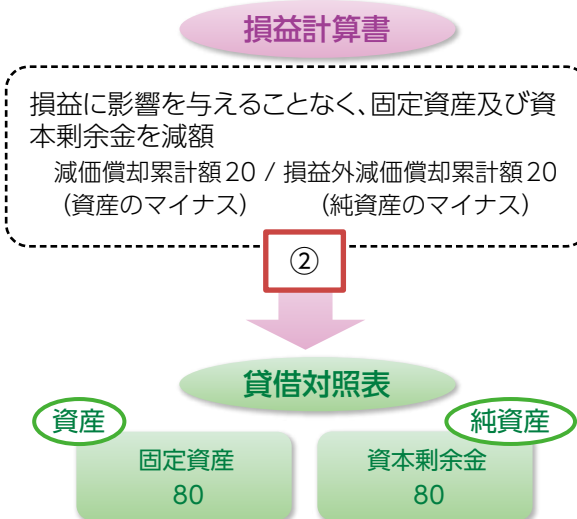 損益計算書
損益に影響を与えることなく、固定資産及び資
本剰余金を減額
減価償却累計額20 / 損益外減価償却累計額20
（資産のマイナス） （純資産のマイナス）
②
貸借対照表
資産 純資産
固定資産 資本剰余金
80 80